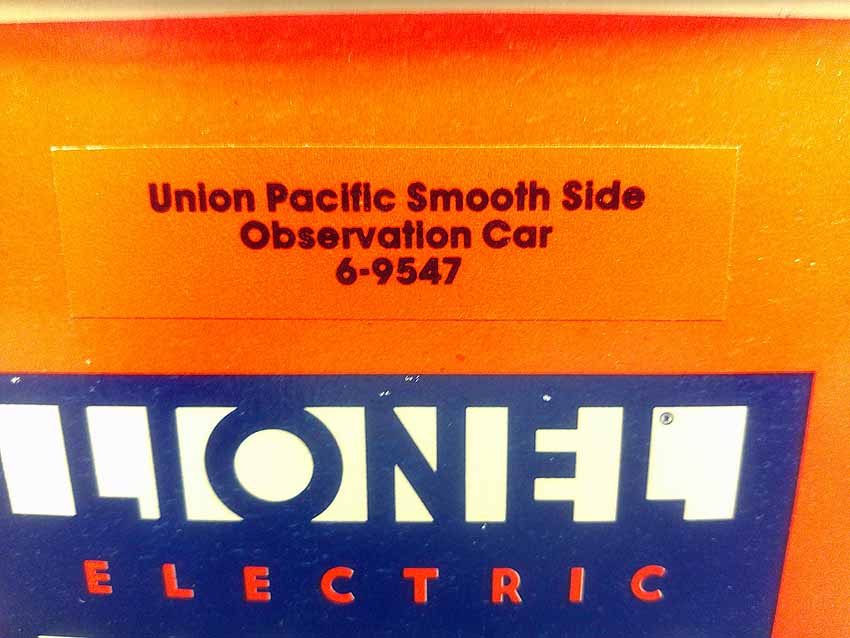 Union Pacific Smooth Side
Observation Car
6-9547
LIONEL ®
ELECTRIC